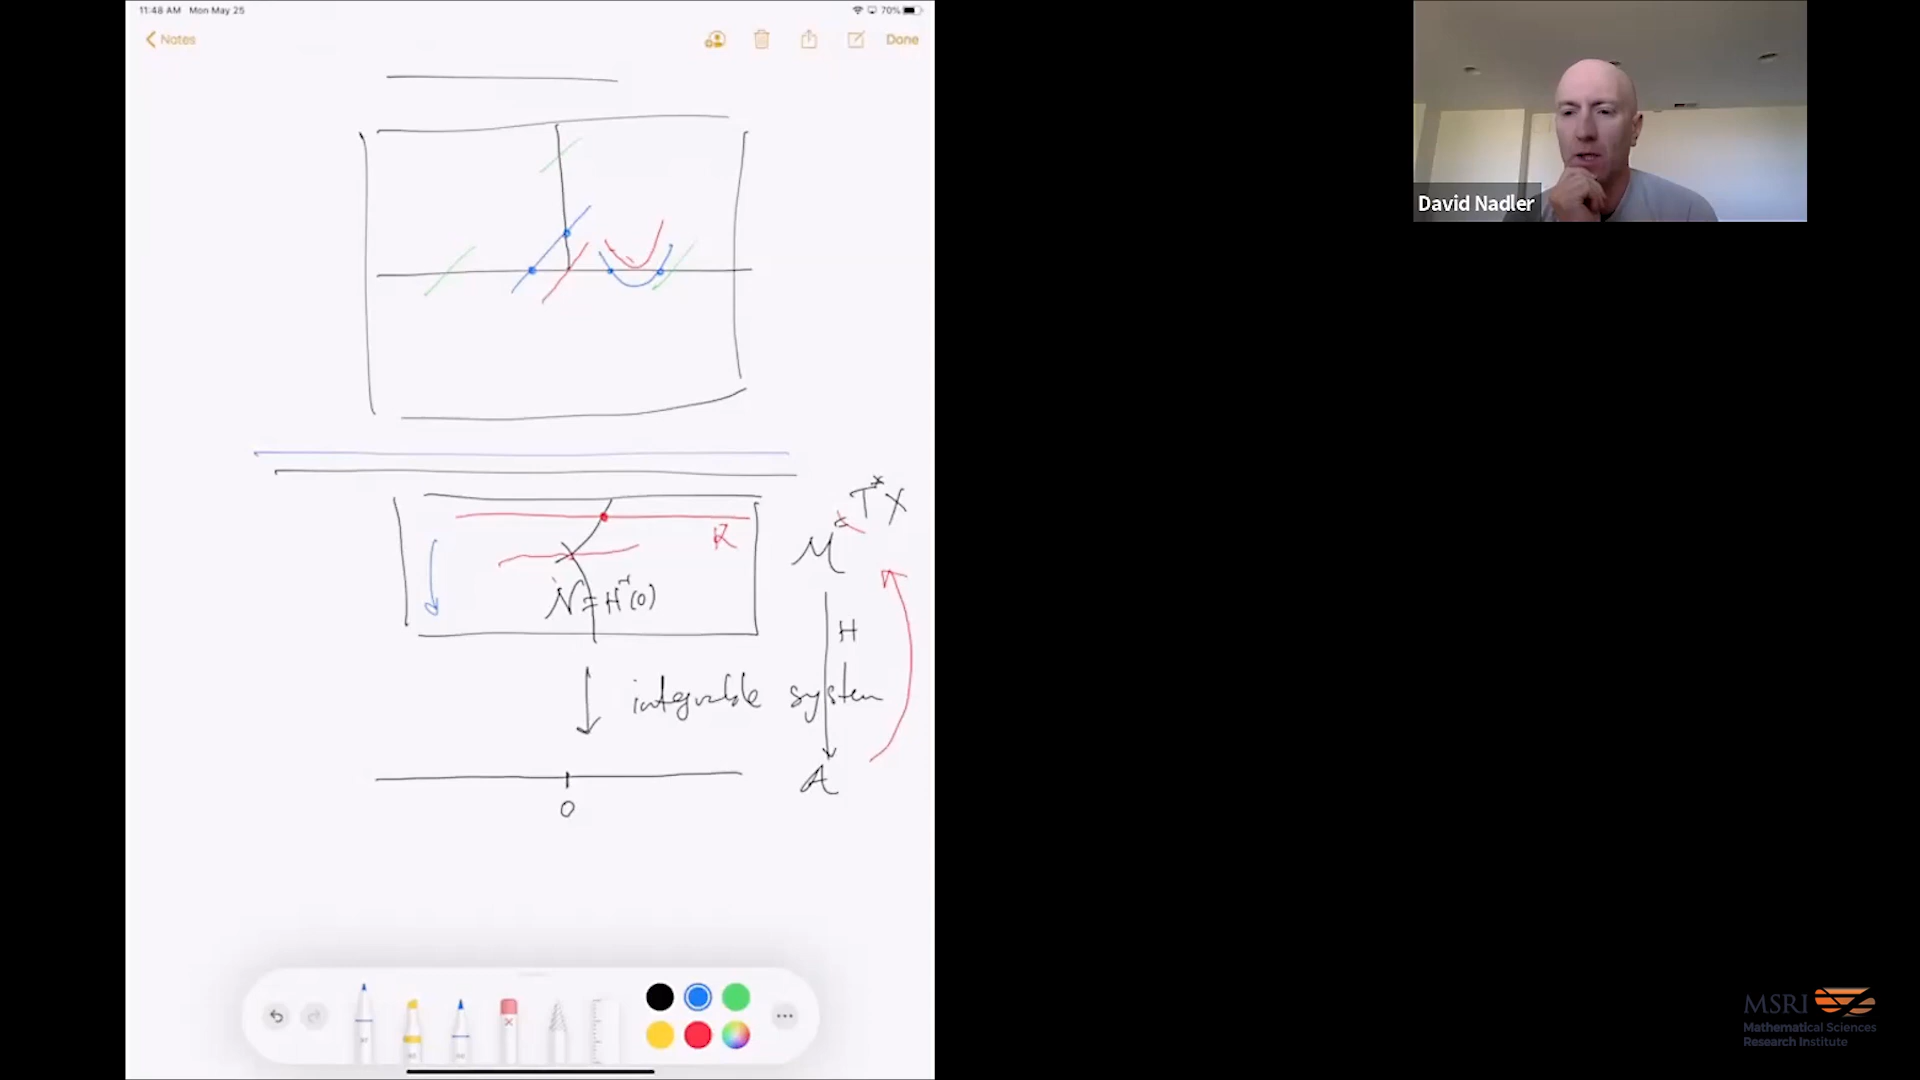 11:48 AM Mon May 25
70%
Notes
Done
T*X
R
M
N = H⁻¹(0)
H
integrable system
A
0
David Nadler
MSRI
Mathematical Sciences
Research Institute